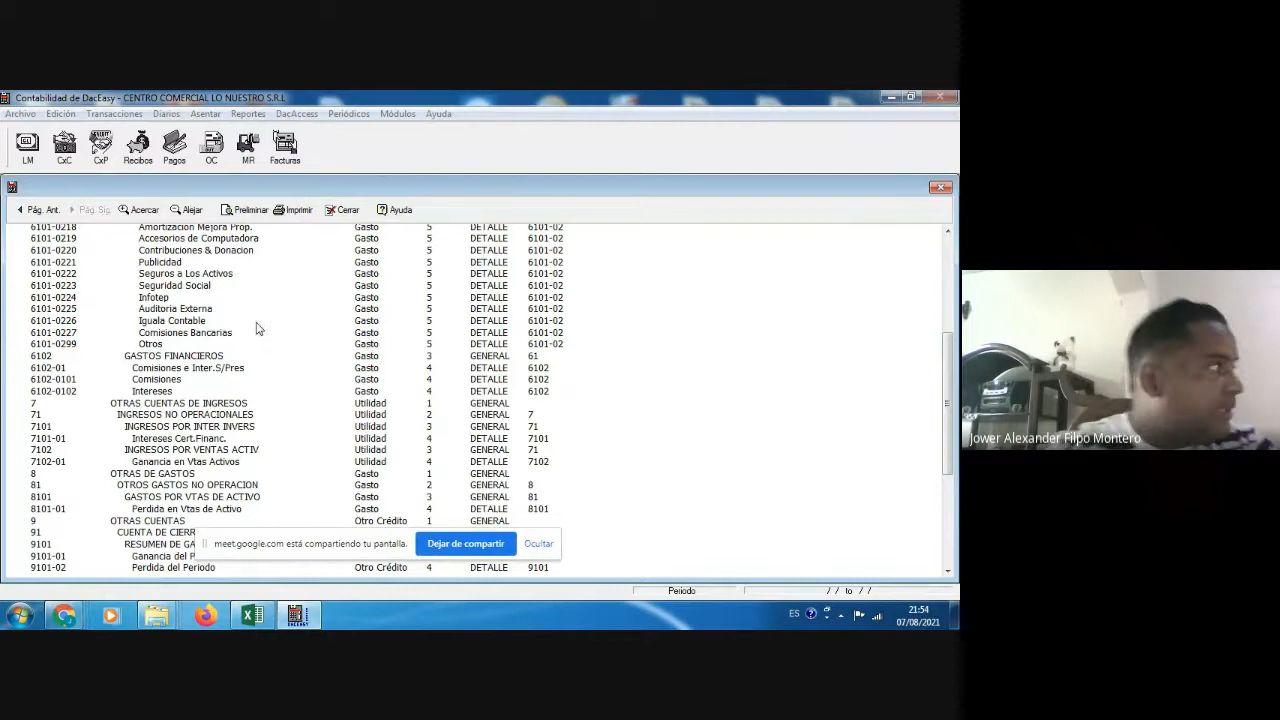 Contabilidad de DacEasy - CENTRO COMERCIAL LO NUESTRO S.R.L
Archivo Edición Transacciones Diarios Asentar Reportes DacAccess Periódicos Módulos Ayuda
LM CxC CxP Recibos Pagos OC MR Facturas
Pág. Ant. Pág. Sig. Acercar Alejar Preliminar Imprimir Cerrar Ayuda
6101-0218 Amortizacion Mejora Prop. Gasto 5 DETALLE 6101-02
6101-0219 Accesorios de Computadora Gasto 5 DETALLE 6101-02
6101-0220 Contribuciones & Donacion Gasto 5 DETALLE 6101-02
6101-0221 Publicidad Gasto 5 DETALLE 6101-02
6101-0222 Seguros a Los Activos Gasto 5 DETALLE 6101-02
6101-0223 Seguridad Social Gasto 5 DETALLE 6101-02
6101-0224 Infotep Gasto 5 DETALLE 6101-02
6101-0225 Auditoria Externa Gasto 5 DETALLE 6101-02
6101-0226 Iguala Contable Gasto 5 DETALLE 6101-02
6101-0227 Comisiones Bancarias Gasto 5 DETALLE 6101-02
6101-0299 Otros Gasto 5 DETALLE 6101-02
6102 GASTOS FINANCIEROS Gasto 3 GENERAL 61
6102-01 Comisiones e Inter.S/Pres Gasto 4 DETALLE 6102
6102-0101 Comisiones Gasto 4 DETALLE 6102
6102-0102 Intereses Gasto 4 DETALLE 6102
7 OTRAS CUENTAS DE INGRESOS Utilidad 1 GENERAL
71 INGRESOS NO OPERACIONALES Utilidad 2 GENERAL 7
7101 INGRESOS POR INTER INVERS Utilidad 3 GENERAL 71
7101-01 Intereses Cert.Financ. Utilidad 4 DETALLE 7101
7102 INGRESOS POR VENTAS ACTIV Utilidad 3 GENERAL 71
7102-01 Ganancia en Vtas Activos Utilidad 4 DETALLE 7102
8 OTRAS DE GASTOS Gasto 1 GENERAL
81 OTROS GASTOS NO OPERACION Gasto 2 GENERAL 8
8101 GASTOS POR VTAS DE ACTIVO Gasto 3 GENERAL 81
8101-01 Perdida en Vtas de Activo Gasto 4 DETALLE 8101
9 OTRAS CUENTAS Otro Crédito 1 GENERAL
91 CUENTA DE CIERR
9101 RESUMEN DE GA
9101-01 Ganancia del P
9101-02 Perdida del Periodo Otro Crédito 4 DETALLE 9101
meet.google.com está compartiendo tu pantalla. Dejar de compartir Ocultar
Periodo / / to / /
ES 21:54
07/08/2021
Jower Alexander Filpo Montero